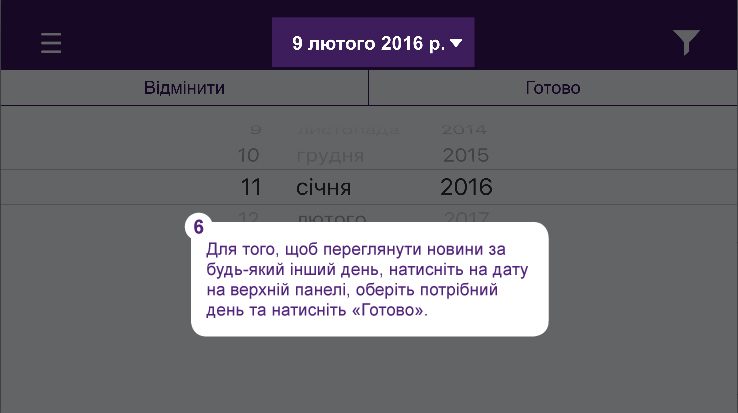 9 лютого 2016 р.
Відмінити Готово
9 листопада 2014
10 грудня 2015
11 січня 2016
12 лютого 2017
6
Для того, щоб переглянути новини за
будь-який інший день, натисніть на дату
на верхній панелі, оберіть потрібний
день та натисніть «Готово».